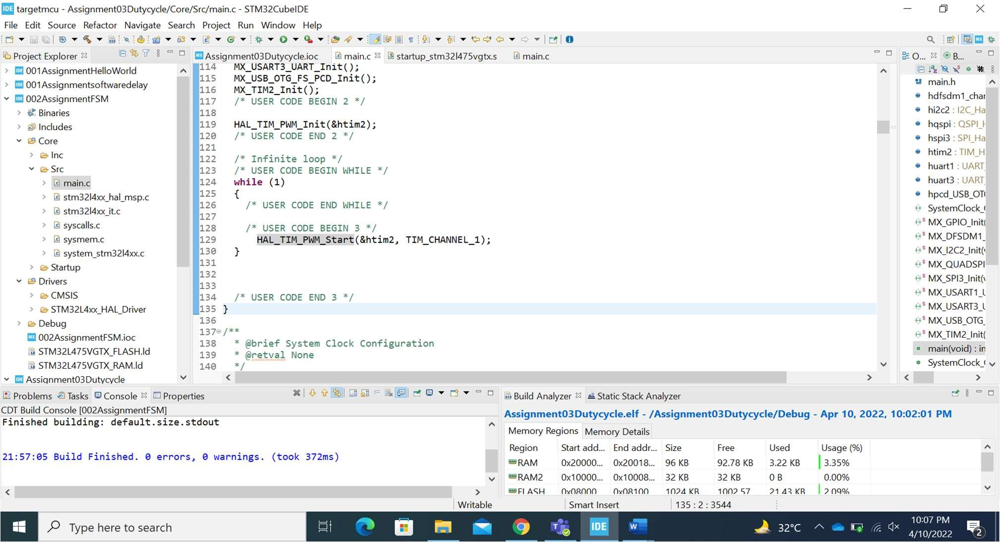 targetmcu - Assignment03Dutycycle/Core/Src/main.c - STM32CubeIDE
File Edit Source Refactor Navigate Search Project Run Window Help
Project Explorer
001AssignmentHelloWorld
001Assignmentsoftwaredelay
002AssignmentFSM
Binaries
Includes
Core
Inc
Src
main.c
stm32l4xx_hal_msp.c
stm32l4xx_it.c
syscalls.c
sysmem.c
system_stm32l4xx.c
Startup
Drivers
CMSIS
STM32L4xx_HAL_Driver
Debug
002AssignmentFSM.ioc
STM32L475VGTX_FLASH.ld
STM32L475VGTX_RAM.ld
Assignment03Dutycycle
Assignment03Dutycycle.ioc main.c startup_stm32l475vgtx.s main.c
114 MX_USART3_UART_Init();
115 MX_USB_OTG_FS_PCD_Init();
116 MX_TIM2_Init();
117 /* USER CODE BEGIN 2 */
118
119 HAL_TIM_PWM_Init(&htim2);
120 /* USER CODE END 2 */
121
122 /* Infinite loop */
123 /* USER CODE BEGIN WHILE */
124 while (1)
125 {
126 /* USER CODE END WHILE */
127
128 /* USER CODE BEGIN 3 */
129 HAL_TIM_PWM_Start(&htim2, TIM_CHANNEL_1);
130 }
131
132
133
134 /* USER CODE END 3 */
135 }
136
137 /**
138 * @brief System Clock Configuration
139 * @retval None
140 */
O... B...
main.h
hdfsdm1_char
hi2c2 : I2C_Ha
hqspi : QSPI_H
hspi3 : SPI_Ha
htim2 : TIM_H
huart1 : UART_
huart3 : UART_
hpcd_USB_OTG
SystemClock_C
MX_GPIO_Init(
MX_DFSDM1_
MX_I2C2_Init(v
MX_QUADSPI
MX_SPI3_Init(v
MX_USART1_U
MX_USART3_U
MX_USB_OTG_
MX_TIM2_Init(
main(void) : in
SystemClock_C
Problems Tasks Console Properties
CDT Build Console [002AssignmentFSM]
Finished building: default.size.stdout
21:57:05 Build Finished. 0 errors, 0 warnings. (took 372ms)
Build Analyzer Static Stack Analyzer
Assignment03Dutycycle.elf - /Assignment03Dutycycle/Debug - Apr 10, 2022, 10:02:01 PM
Memory Regions Memory Details
Region Start add... End addr... Size Free Used Usage (%)
RAM 0x20000... 0x20018... 96 KB 92.78 KB 3.22 KB 3.35%
RAM2 0x10000... 0x10008... 32 KB 32 KB 0 B 0.00%
FLASH 0x08000 0x08100 1024 KB 1002.57 21.43 KB 2.09%
Writable Smart Insert 135 : 2 : 3544
Type here to search
IDE
32°C
10:07 PM
4/10/2022
2